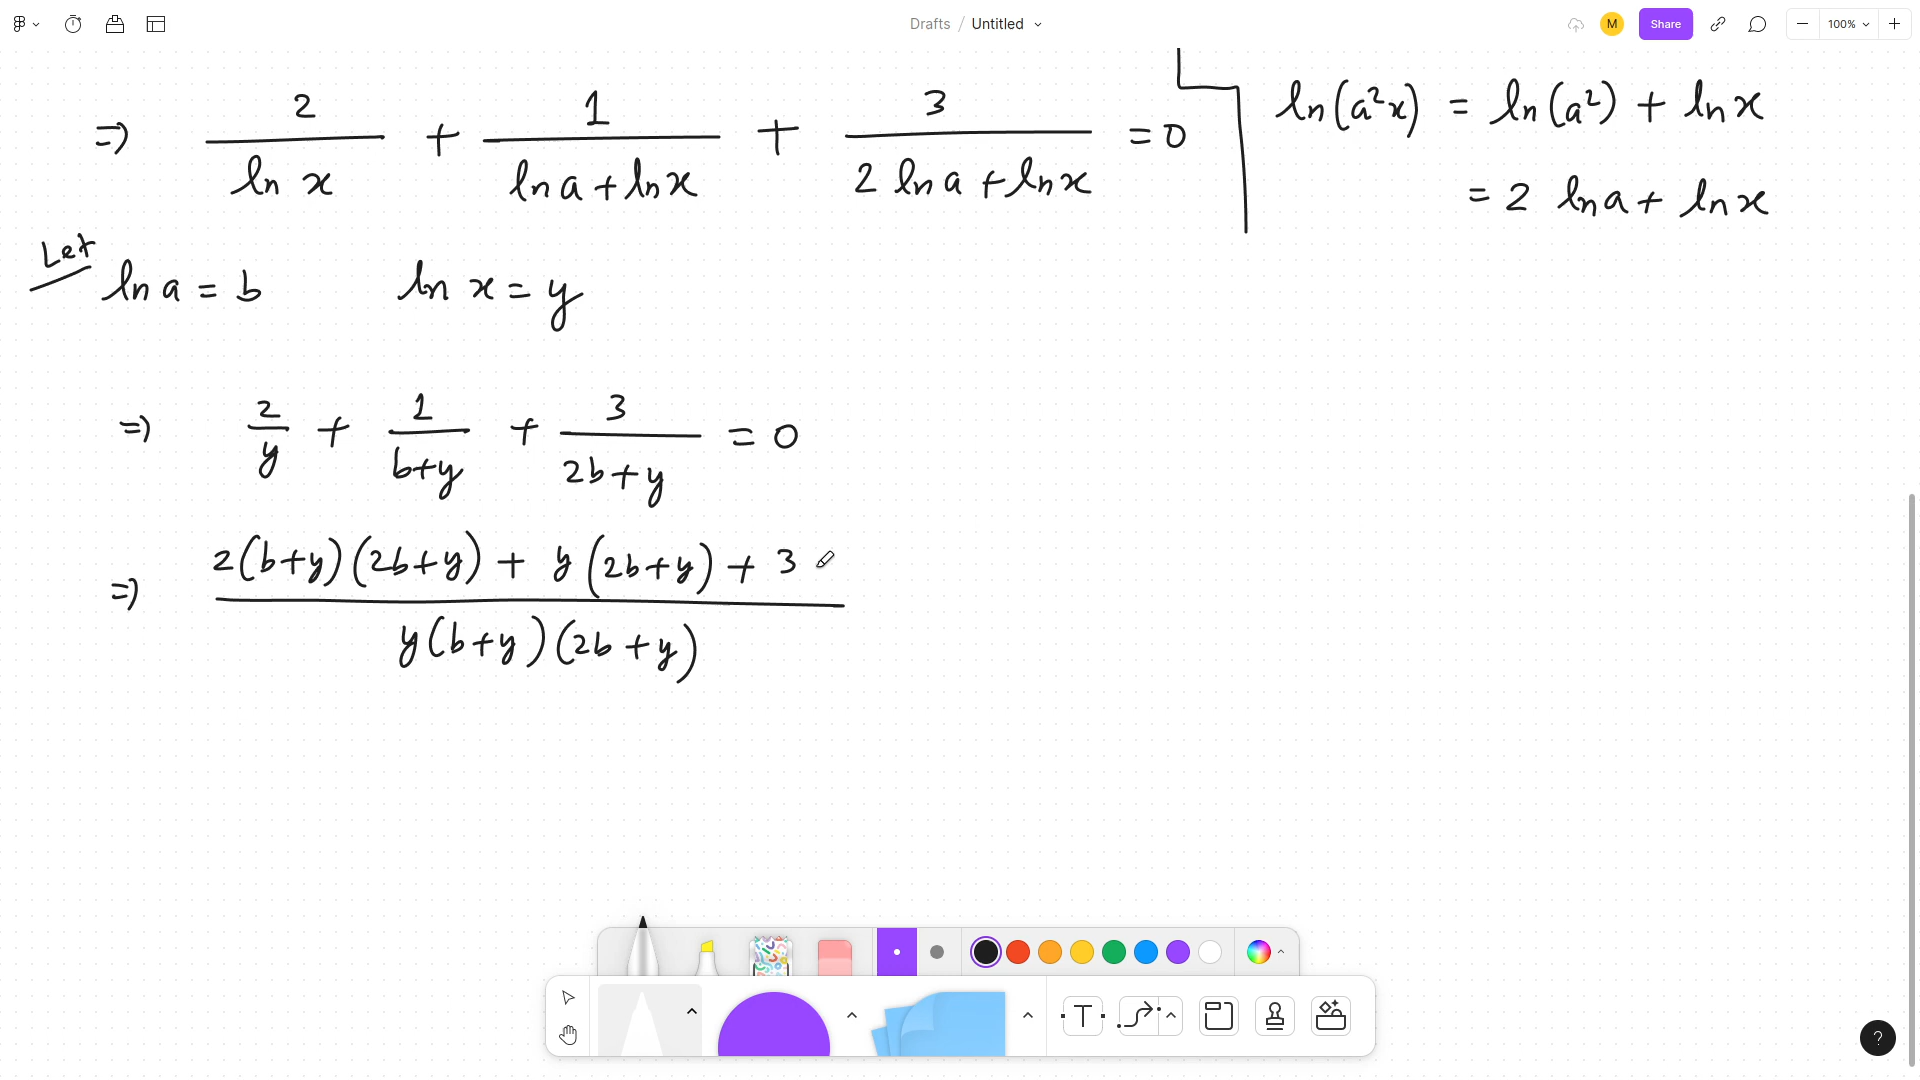 Drafts / Untitled
M
Share
100%
=> 2/ln x + 1/(ln a + ln x) + 3/(2 ln a + ln x) = 0
ln(a²x) = ln(a²) + ln x
= 2 ln a + ln x
Let
ln a = b ln x = y
=> 2/y + 1/(b+y) + 3/(2b+y) = 0
=> 2(b+y)(2b+y) + y(2b+y) + 3
y(b+y)(2b+y)
T
?